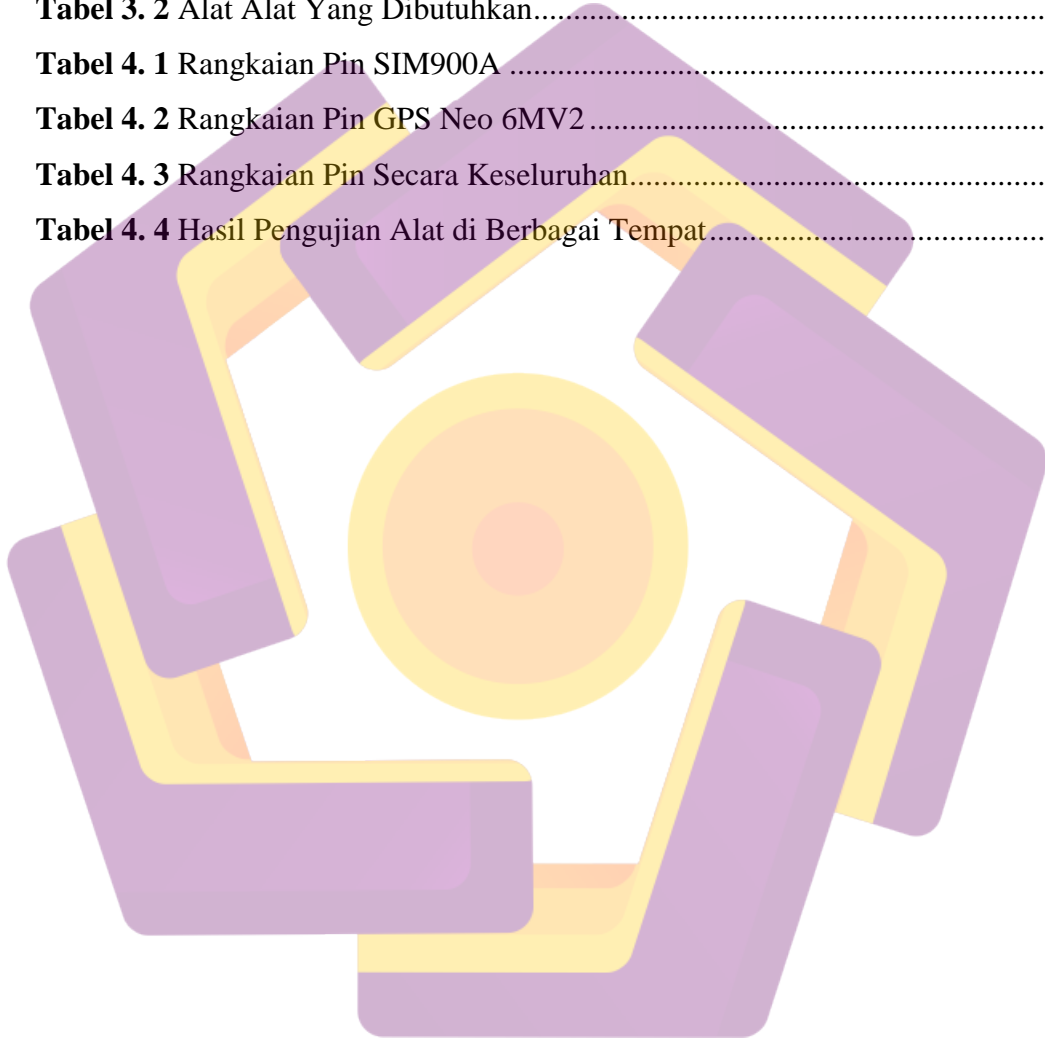 Tabel 3. 2 Alat Alat Yang Dibutuhkan...............................................................
Tabel 4. 1 Rangkaian Pin SIM900A ..................................................................
Tabel 4. 2 Rangkaian Pin GPS Neo 6MV2.........................................................
Tabel 4. 3 Rangkaian Pin Secara Keseluruhan....................................................
Tabel 4. 4 Hasil Pengujian Alat di Berbagai Tempat..........................................